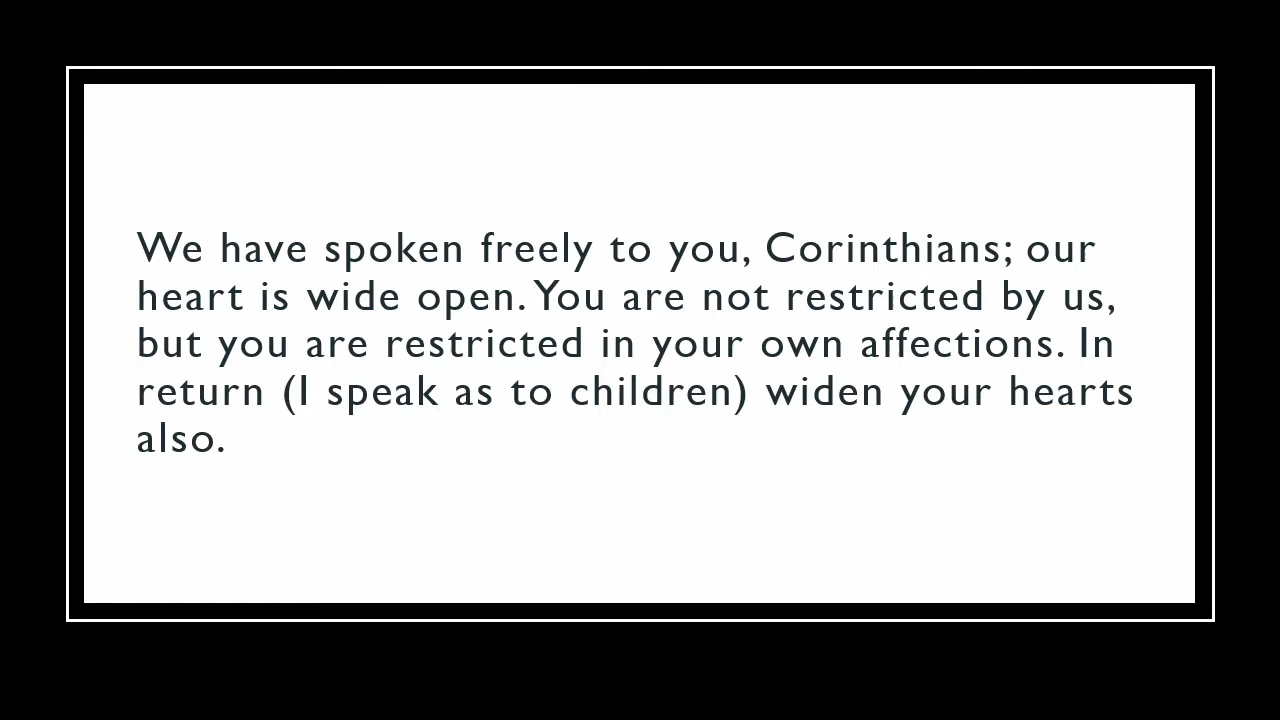 We have spoken freely to you, Corinthians; our
heart is wide open. You are not restricted by us,
but you are restricted in your own affections. In
return (I speak as to children) widen your hearts
also.